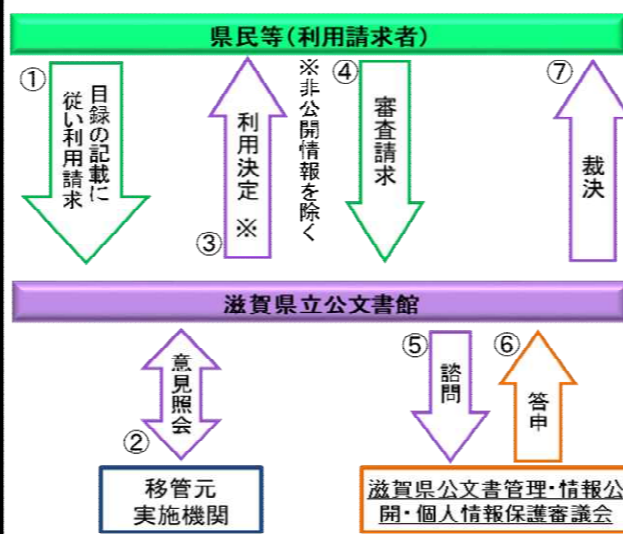 県民等(利用請求者)
①
目録の記載に
従い利用請求
利用決定 ※
③
※非公開情報を除く
④
審査請求
⑦
裁決
滋賀県立公文書館
意見照会
②
⑤
諮問
⑥
答申
移管元
実施機関
滋賀県公文書管理・情報公
開・個人情報保護審議会